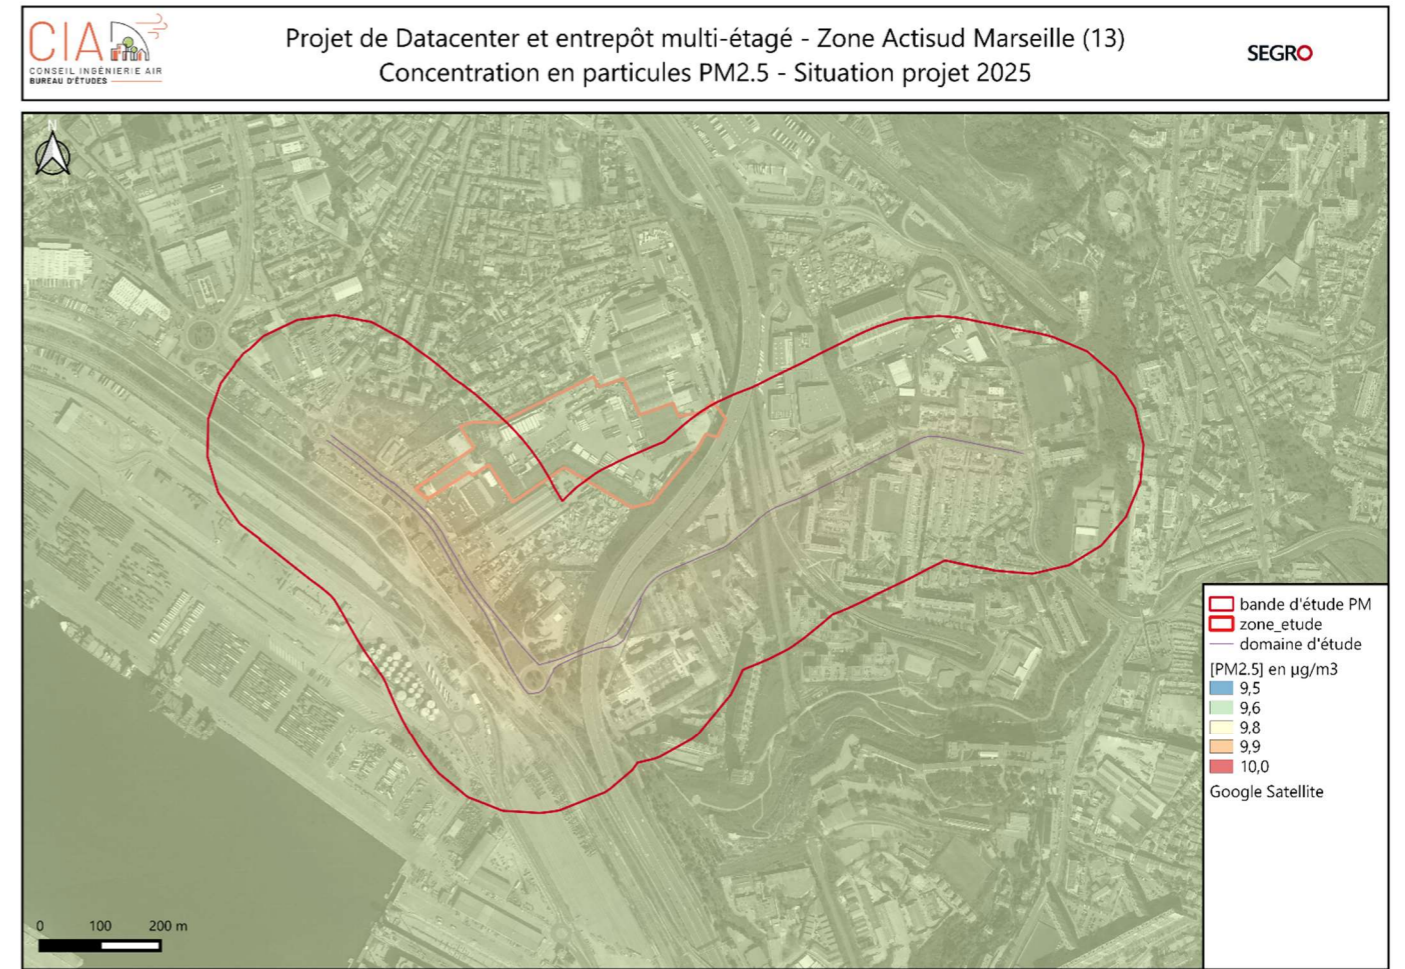 CIA
CONSEIL INGÉNIERIE AIR
BUREAU D'ÉTUDES
Projet de Datacenter et entrepôt multi-étagé - Zone Actisud Marseille (13)
Concentration en particules PM2.5 - Situation projet 2025
SEGRO
N
bande d'étude PM
zone_etude
domaine d'étude
[PM2.5] en µg/m3
9,5
9,6
9,8
9,9
10,0
Google Satellite
0 100 200 m